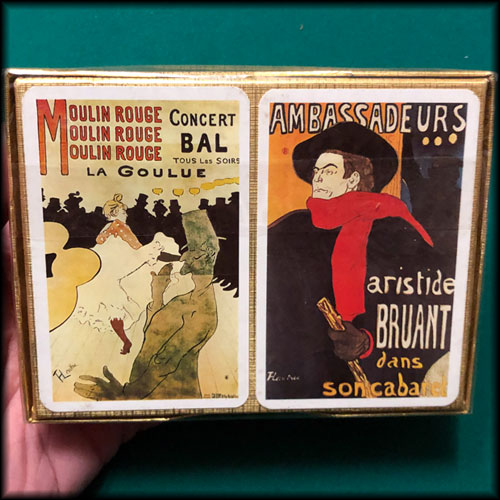 MOULIN ROUGE
MOULIN ROUGE
MOULIN ROUGE
CONCERT
BAL
TOUS LES SOIRS
LA GOULUE
AMBASSADEURS
...
aristide
BRUANT
dans
son cabaret